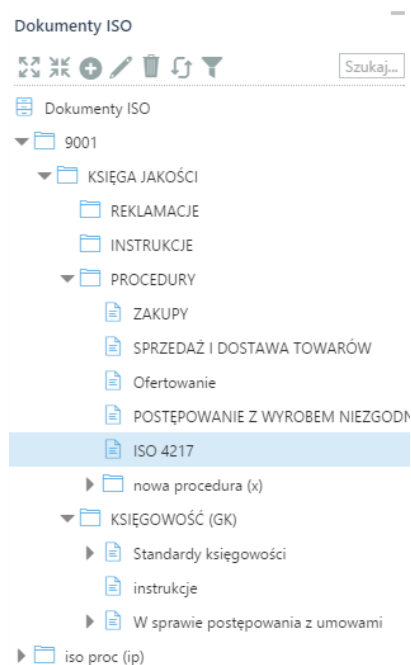 Dokumenty ISO
Szukaj...
Dokumenty ISO
9001
KSIĘGA JAKOŚCI
REKLAMACJE
INSTRUKCJE
PROCEDURY
ZAKUPY
SPRZEDAŻ I DOSTAWA TOWARÓW
Ofertowanie
POSTĘPOWANIE Z WYROBEM NIEZGODN
ISO 4217
nowa procedura (x)
KSIĘGOWOŚĆ (GK)
Standardy księgowości
instrukcje
W sprawie postępowania z umowami
iso proc (ip)